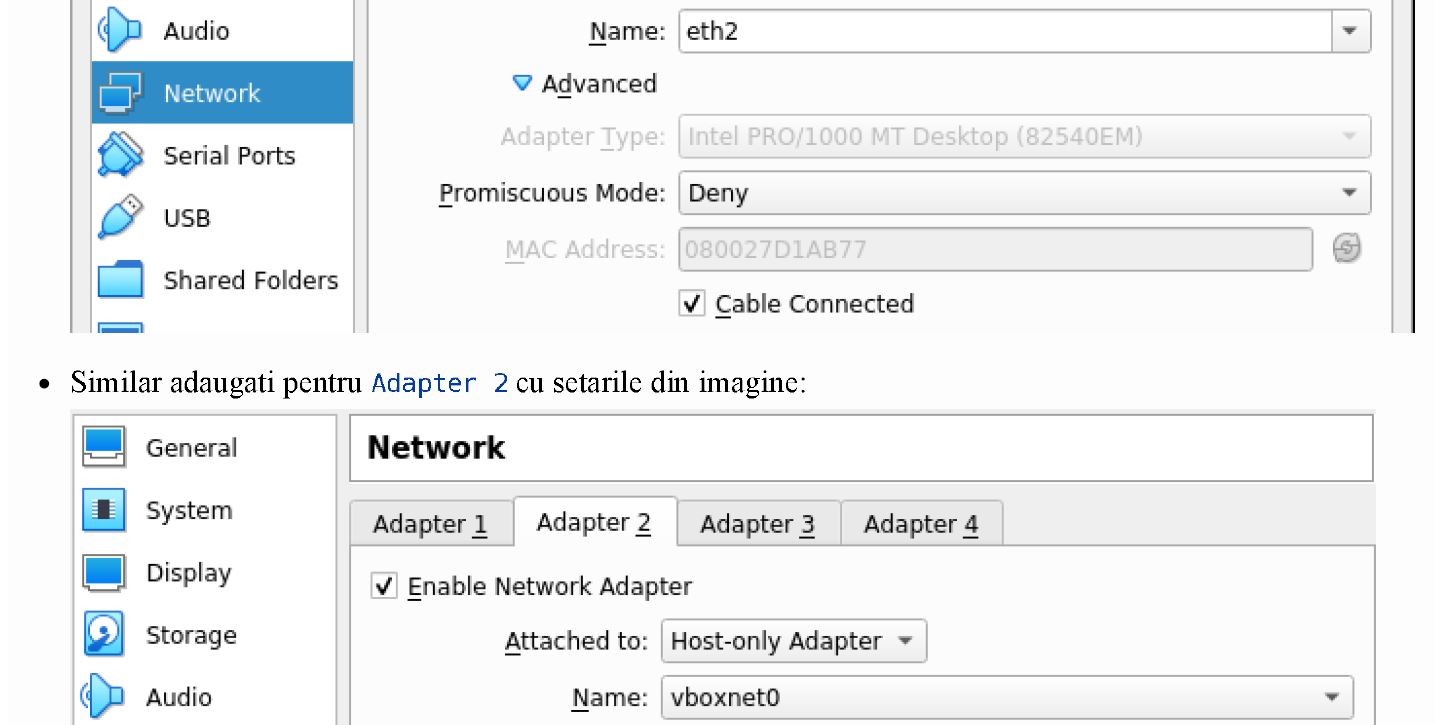 Audio
Name: eth2
Network
Advanced
Adapter Type: Intel PRO/1000 MT Desktop (82540EM)
Serial Ports
Promiscuous Mode: Deny
USB
MAC Address: 080027D1AB77
Shared Folders
Cable Connected
• Similar adaugati pentru Adapter 2 cu setarile din imagine:
General
Network
System
Adapter 1 Adapter 2 Adapter 3 Adapter 4
Display
Enable Network Adapter
Storage
Attached to: Host-only Adapter
Audio
Name: vboxnet0